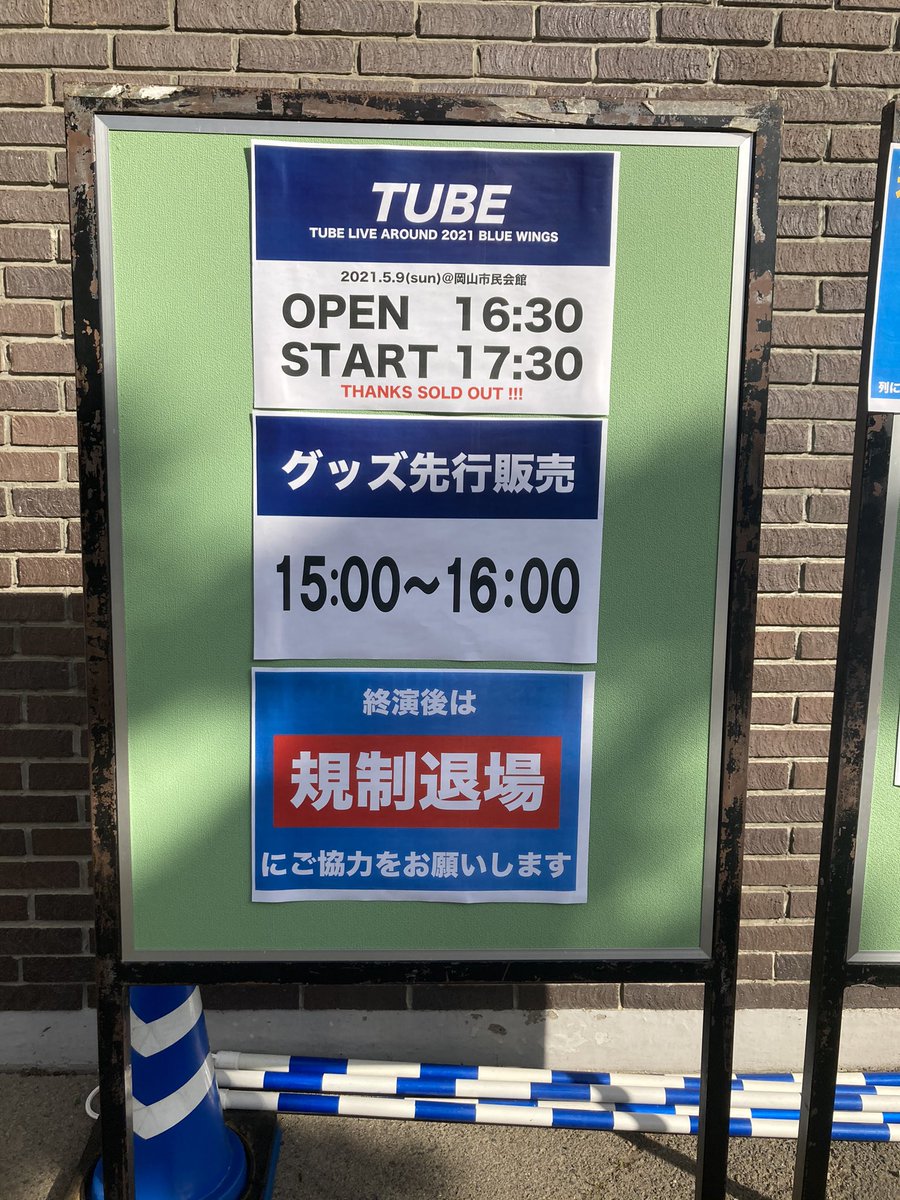 TUBE
TUBE LIVE AROUND 2021 BLUE WINGS
2021.5.9(sun)@岡山市民会館
OPEN 16:30
START 17:30
THANKS SOLD OUT !!!
グッズ先行販売
15:00〜16:00
終演後は
規制退場
にご協力をお願いします
列に